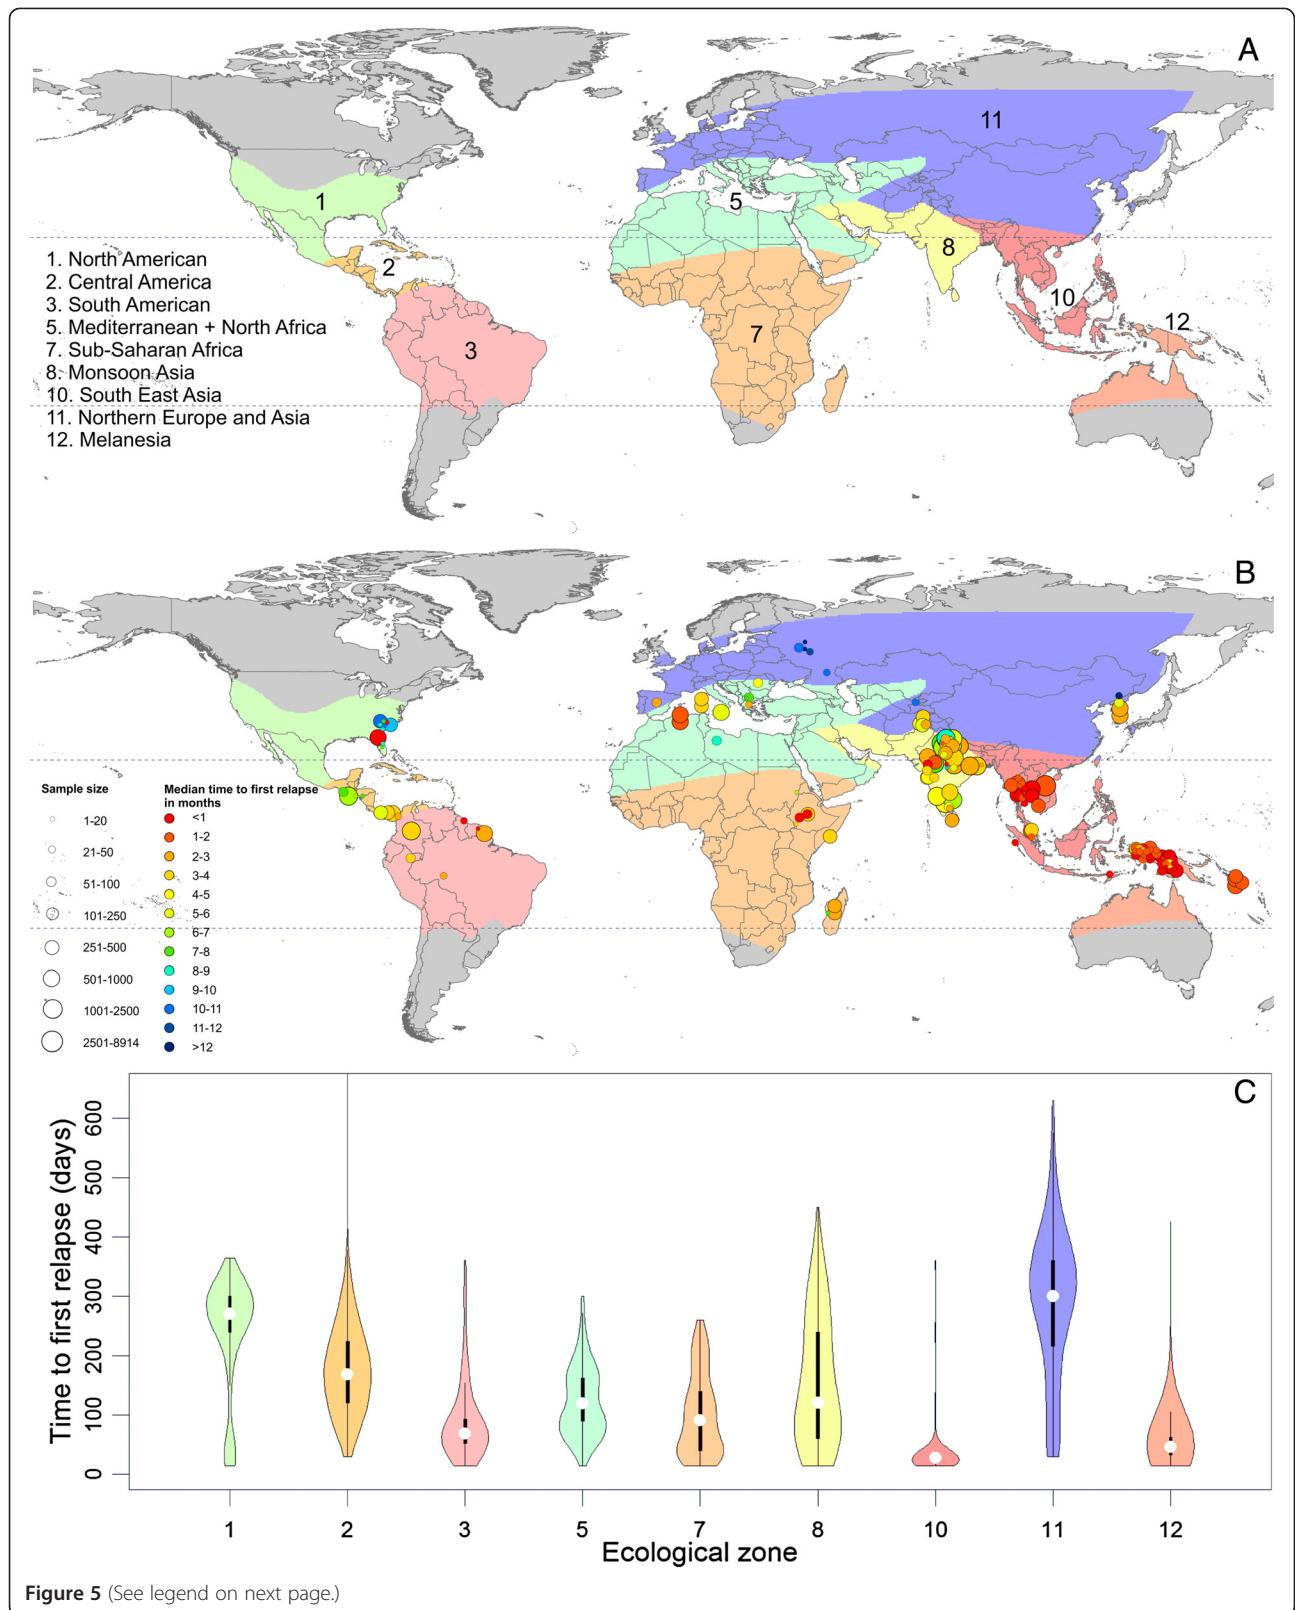 A
11
1
5
8
2
10
12
7
3
1. North American
2. Central America
3. South American
5. Mediterranean + North Africa
7. Sub-Saharan Africa
8. Monsoon Asia
10. South East Asia
11. Northern Europe and Asia
12. Melanesia
B
Sample size
1-20
21-50
51-100
101-250
251-500
501-1000
1001-2500
2501-8914
Median time to first relapse
in months
<1
1-2
2-3
3-4
4-5
5-6
6-7
7-8
8-9
9-10
10-11
11-12
>12
C
Time to first relapse (days)
600
500
400
300
200
100
0
1 2 3 5 7 8 10 11 12
Ecological zone
Figure 5 (See legend on next page.)